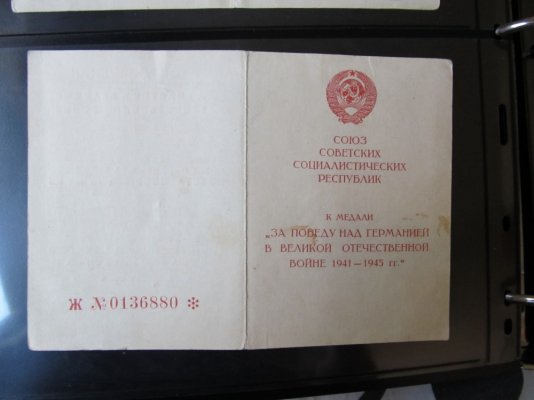 Ж №0136880 ✻
СОЮЗ
СОВЕТСКИХ
СОЦИАЛИСТИЧЕСКИХ
РЕСПУБЛИК
К МЕДАЛИ
„ЗА ПОБЕДУ НАД ГЕРМАНИЕЙ
В ВЕЛИКОЙ ОТЕЧЕСТВЕННОЙ
ВОЙНЕ 1941—1945 гг."